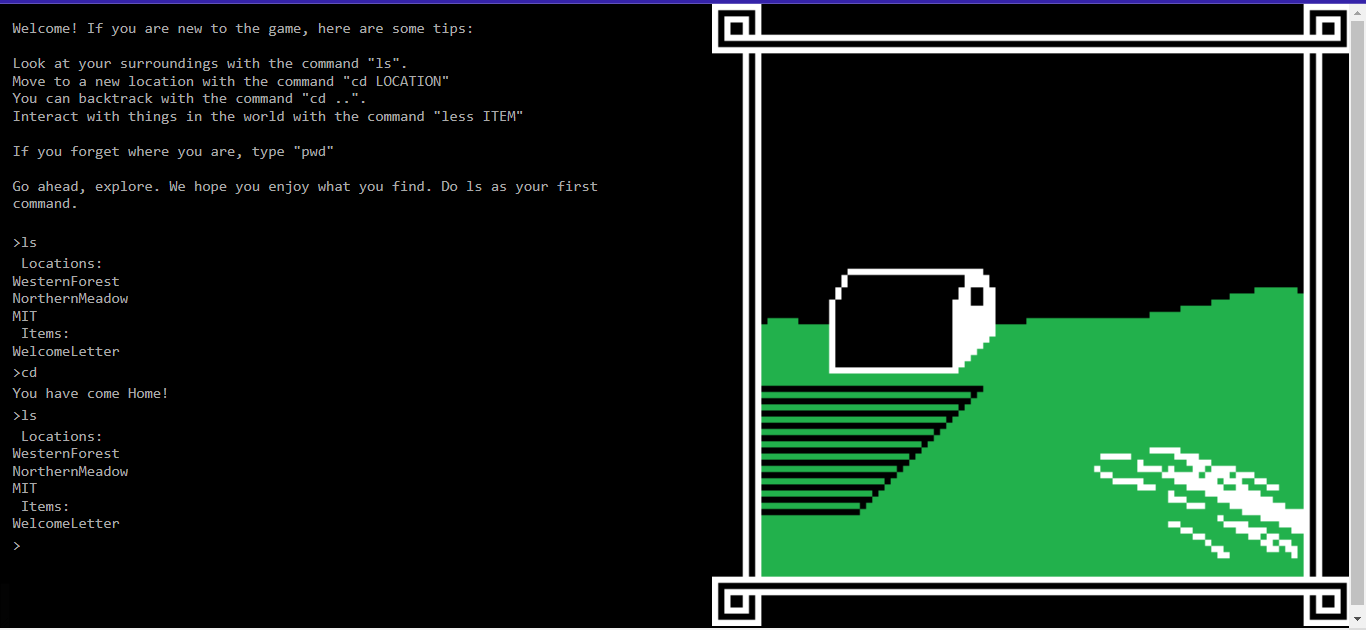 Welcome! If you are new to the game, here are some tips:
Look at your surroundings with the command "ls".
Move to a new location with the command "cd LOCATION"
You can backtrack with the command "cd ..".
Interact with things in the world with the command "less ITEM"
If you forget where you are, type "pwd"
Go ahead, explore. We hope you enjoy what you find. Do ls as your first
command.
>ls
Locations:
WesternForest
NorthernMeadow
MIT
Items:
WelcomeLetter
>cd
You have come Home!
>ls
Locations:
WesternForest
NorthernMeadow
MIT
Items:
WelcomeLetter
>